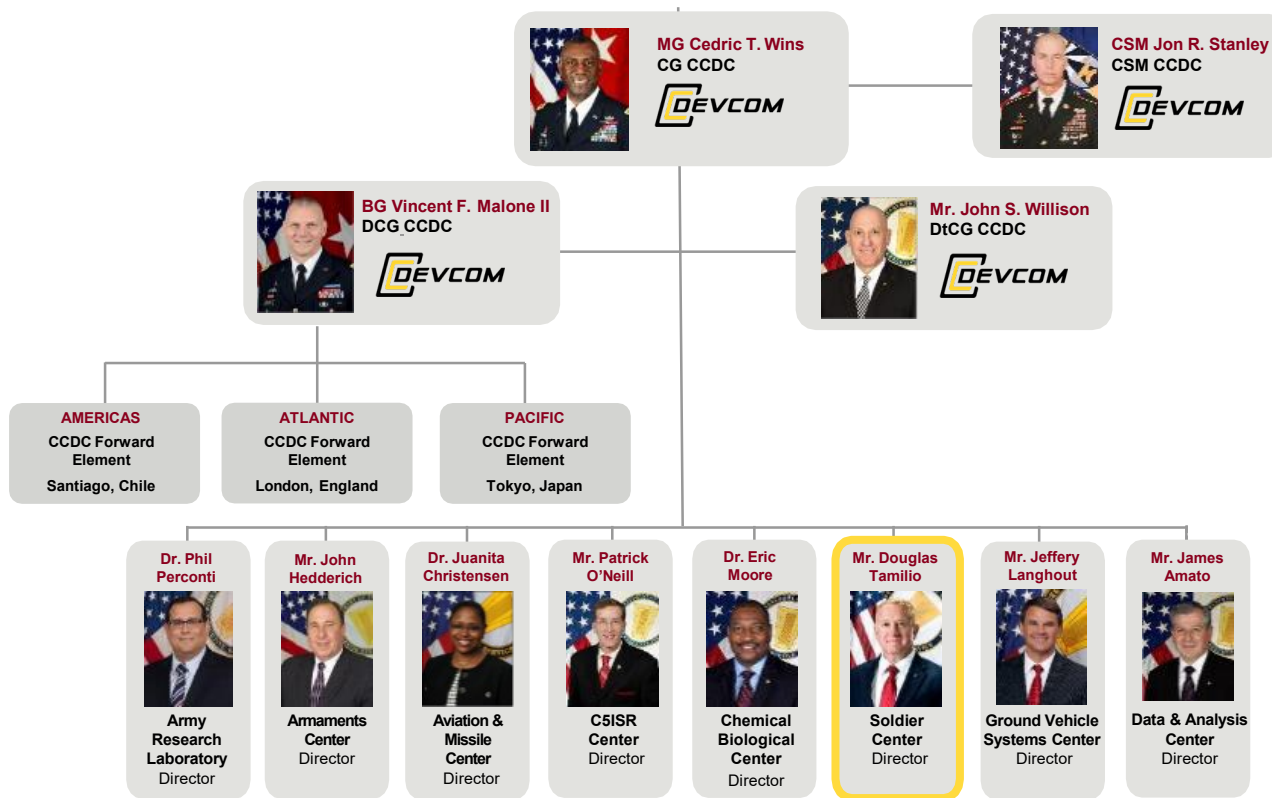 MG Cedric T. Wins
CG CCDC
DEVCOM
CSM Jon R. Stanley
CSM CCDC
DEVCOM
BG Vincent F. Malone II
DCG CCDC
DEVCOM
Mr. John S. Willison
DtCG CCDC
DEVCOM
AMERICAS
CCDC Forward
Element
Santiago, Chile
ATLANTIC
CCDC Forward
Element
London, England
PACIFIC
CCDC Forward
Element
Tokyo, Japan
Dr. Phil
Perconti
Army
Research
Laboratory
Director
Mr. John
Hedderich
Armaments
Center
Director
Dr. Juanita
Christensen
Aviation &
Missile
Center
Director
Mr. Patrick
O’Neill
C5ISR
Center
Director
Dr. Eric
Moore
Chemical
Biological
Center
Director
Mr. Douglas
Tamilio
Soldier
Center
Director
Mr. Jeffery
Langhout
Ground Vehicle
Systems Center
Director
Mr. James
Amato
Data & Analysis
Center
Director